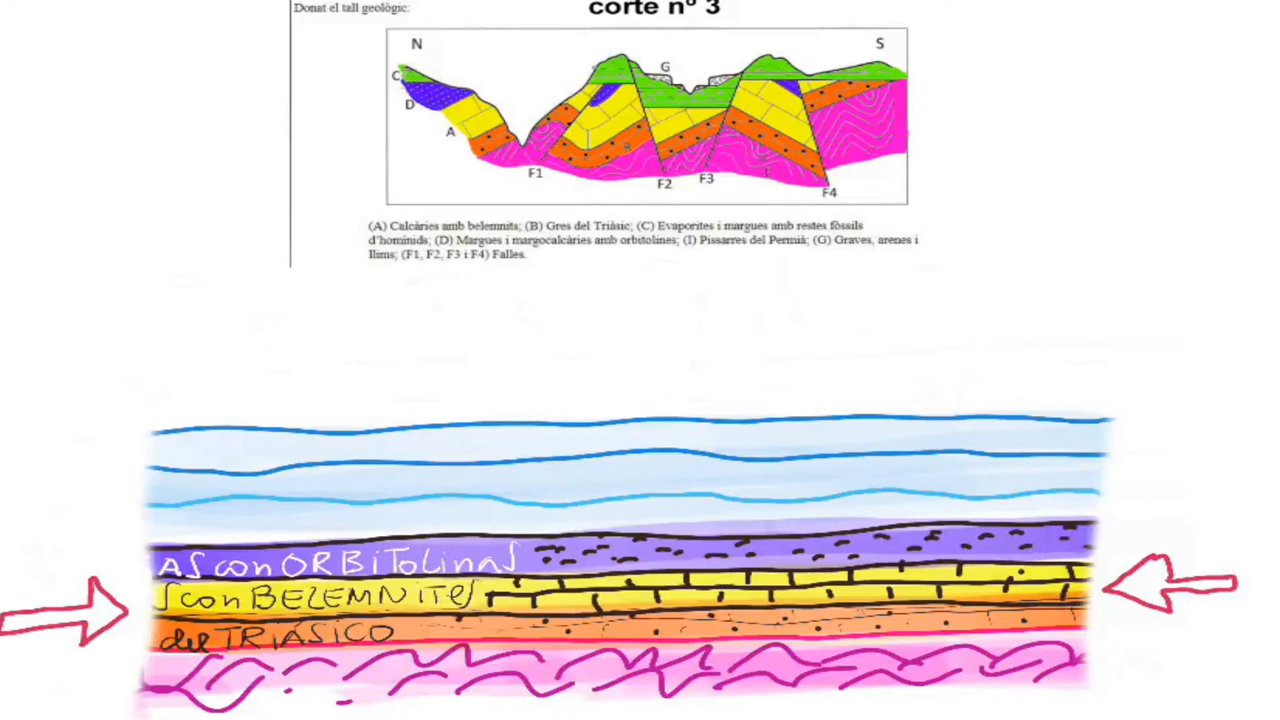 Donat el tall geològic:
corte nº 3
N
S
G
C
D
A
B
F1
F2
F3
F4
(A) Calcàries amb belemnits; (B) Gres del Triàsic; (C) Evaporites i margues amb restes fòssils
d'homínids; (D) Margues i margocalcàries amb orbitolines; (I) Pissarres del Permià; (G) Graves, arenes i
llims; (F1, F2, F3 i F4) Falles.
AS con ORBITOLINAS
S con BELEMNITES
del TRIÁSICO